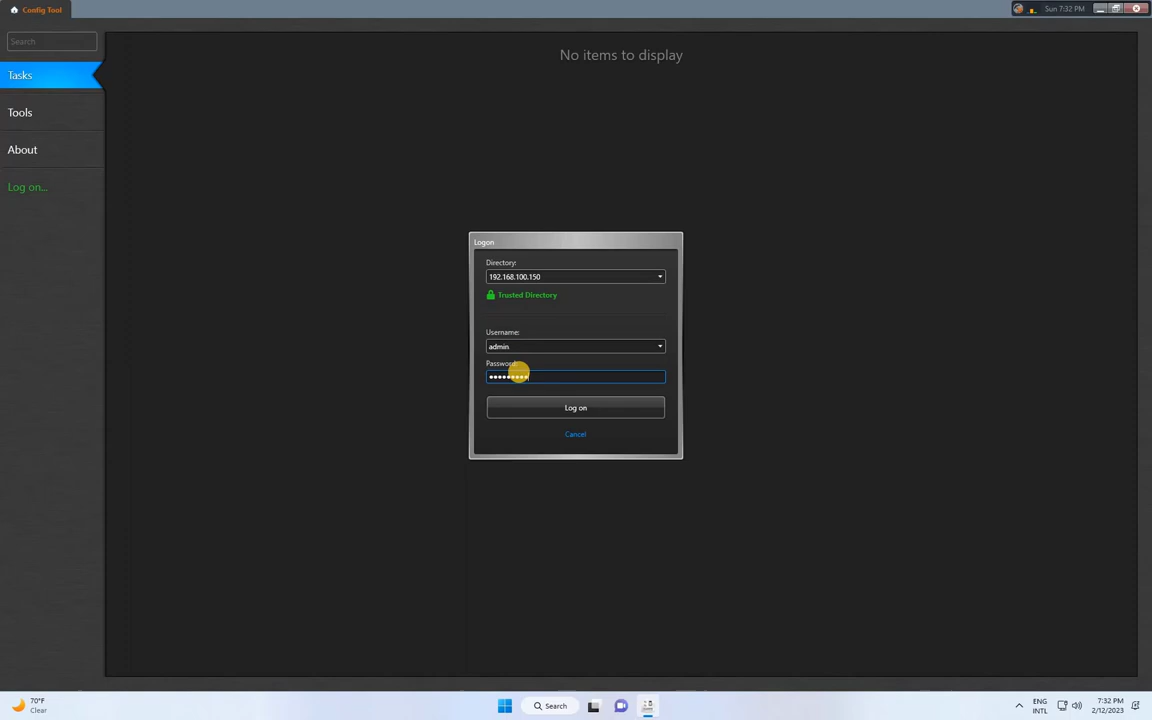 Config Tool
Sun 7:32 PM
Search
Tasks
Tools
About
Log on...
No items to display
Logon
Directory:
192.168.100.150
Trusted Directory
Username:
admin
Password:
•••••••••
Log on
Cancel
70°F
Clear
Search
ENG
INTL
7:32 PM
2/12/2023